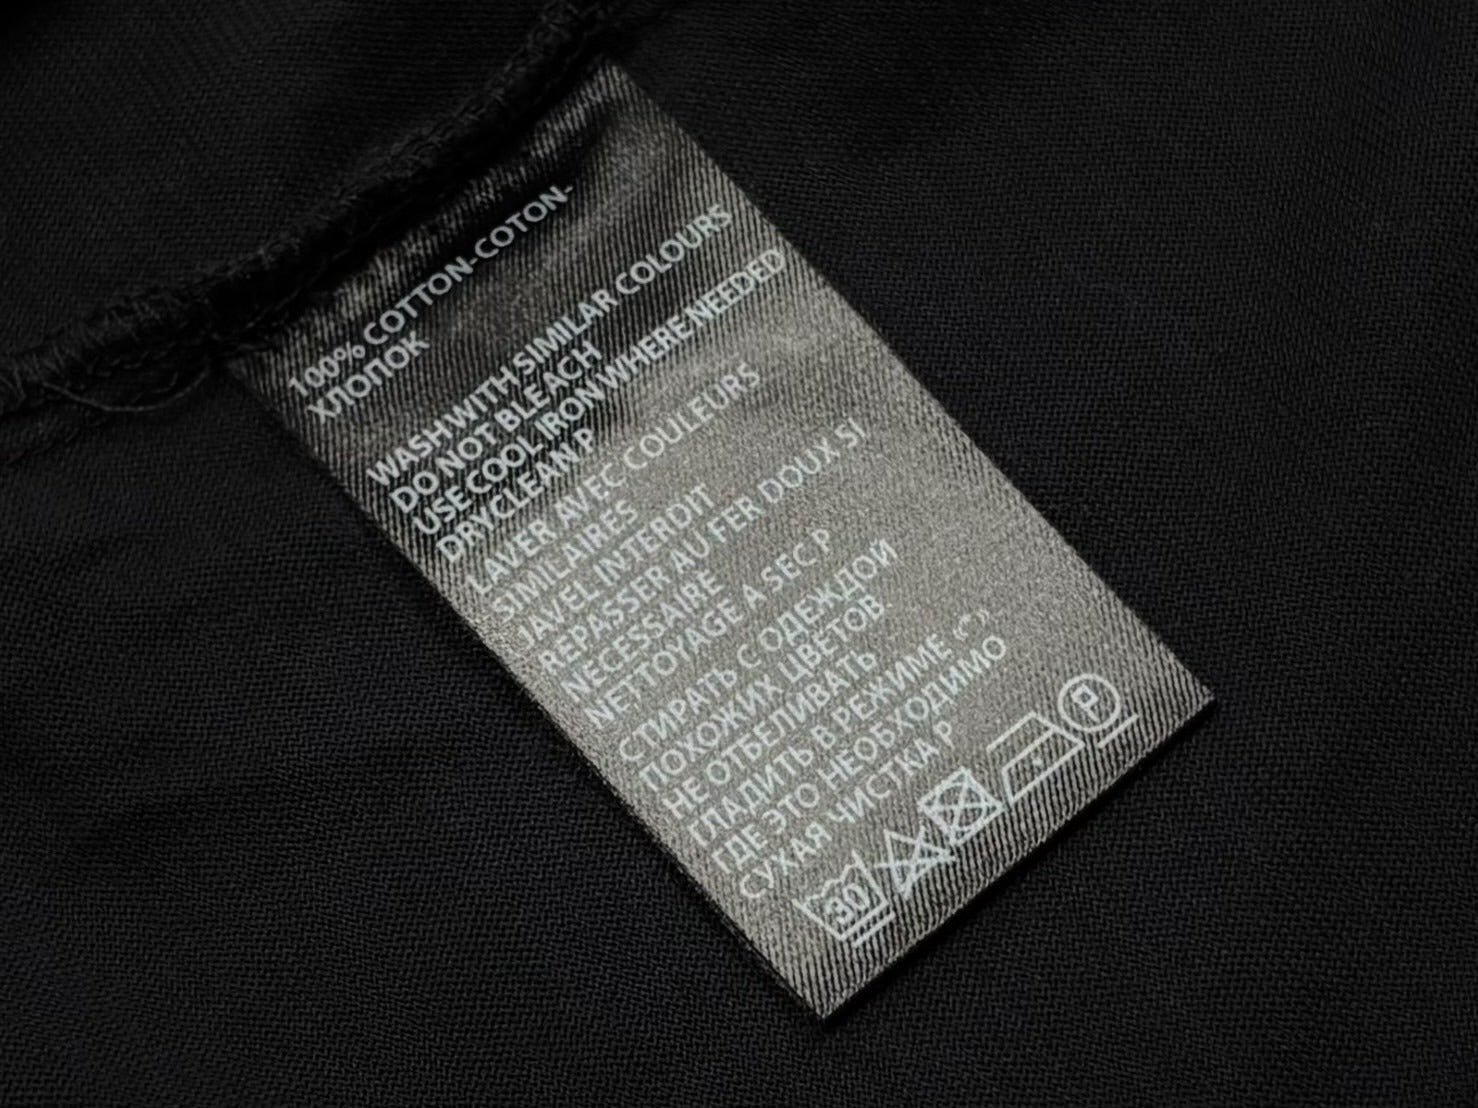 100% COTTON-COTON-
ХЛОПОК
WASH WITH SIMILAR COLOURS
DO NOT BLEACH
USE COOL IRON WHERE NEEDED
DRYCLEAN P
LAVER AVEC COULEURS
SIMILAIRES
JAVEL INTERDIT
REPASSER AU FER DOUX SI
NECESSAIRE
NETTOYAGE A SEC P
СТИРАТЬ С ОДЕЖДОЙ
ПОХОЖИХ ЦВЕТОВ.
НЕ ОТБЕЛИВАТЬ
ГЛАДИТЬ В РЕЖИМЕ «·»
ГДЕ ЭТО НЕОБХОДИМО
СУХАЯ ЧИСТКА P
30 P